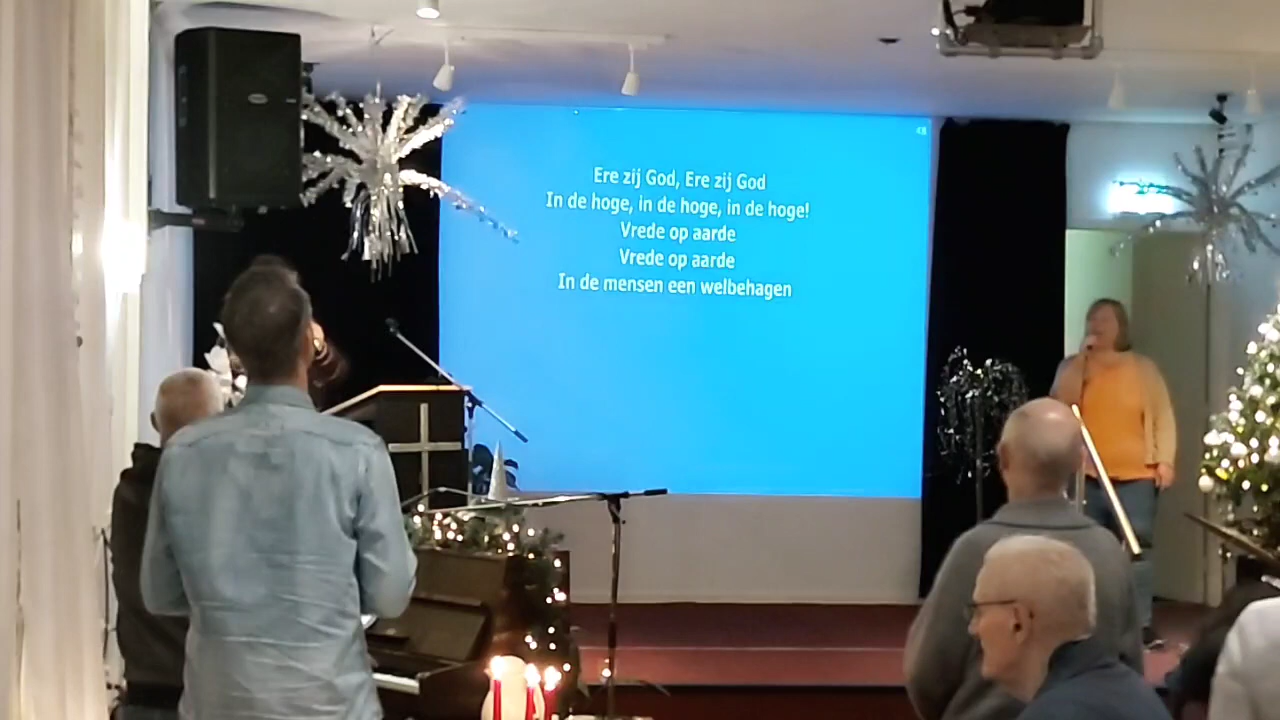 Ere zij God, Ere zij God
In de hoge, in de hoge, in de hoge!
Vrede op aarde
Vrede op aarde
In de mensen een welbehagen